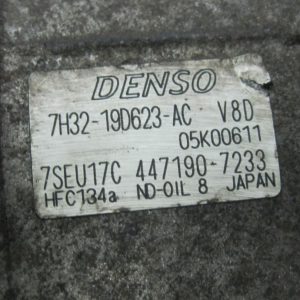 DENSO
7H32-19D623-AC V8D
05K00611
7SEU17C 447190-7233
HFC134a ND-OIL 8 JAPAN